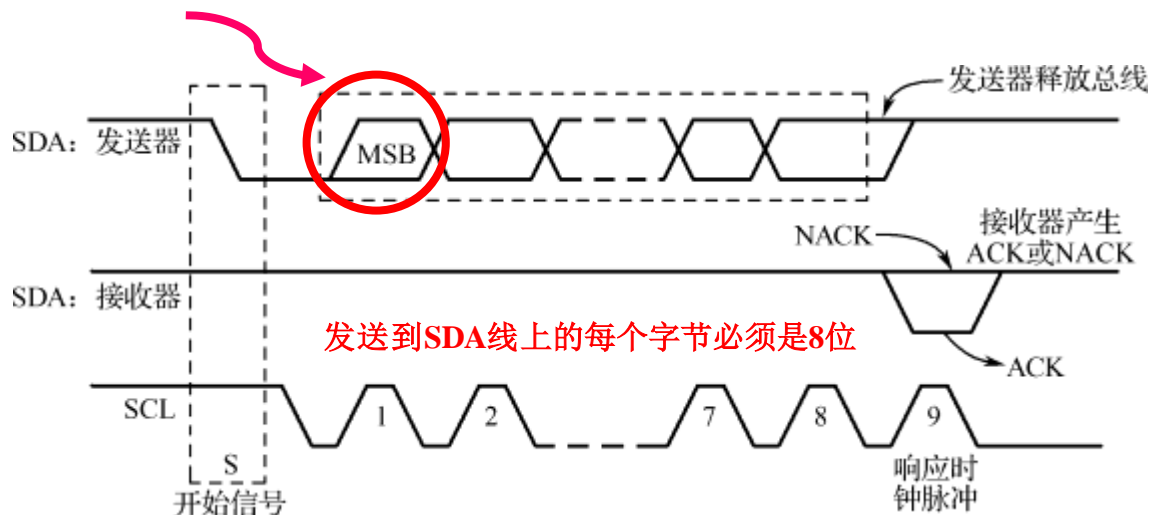 发送器释放总线
SDA：发送器
MSB
NACK
接收器产生
ACK或NACK
SDA：接收器
发送到SDA线上的每个字节必须是8位
ACK
SCL
1
2
7
8
9
S
开始信号
响应时
钟脉冲